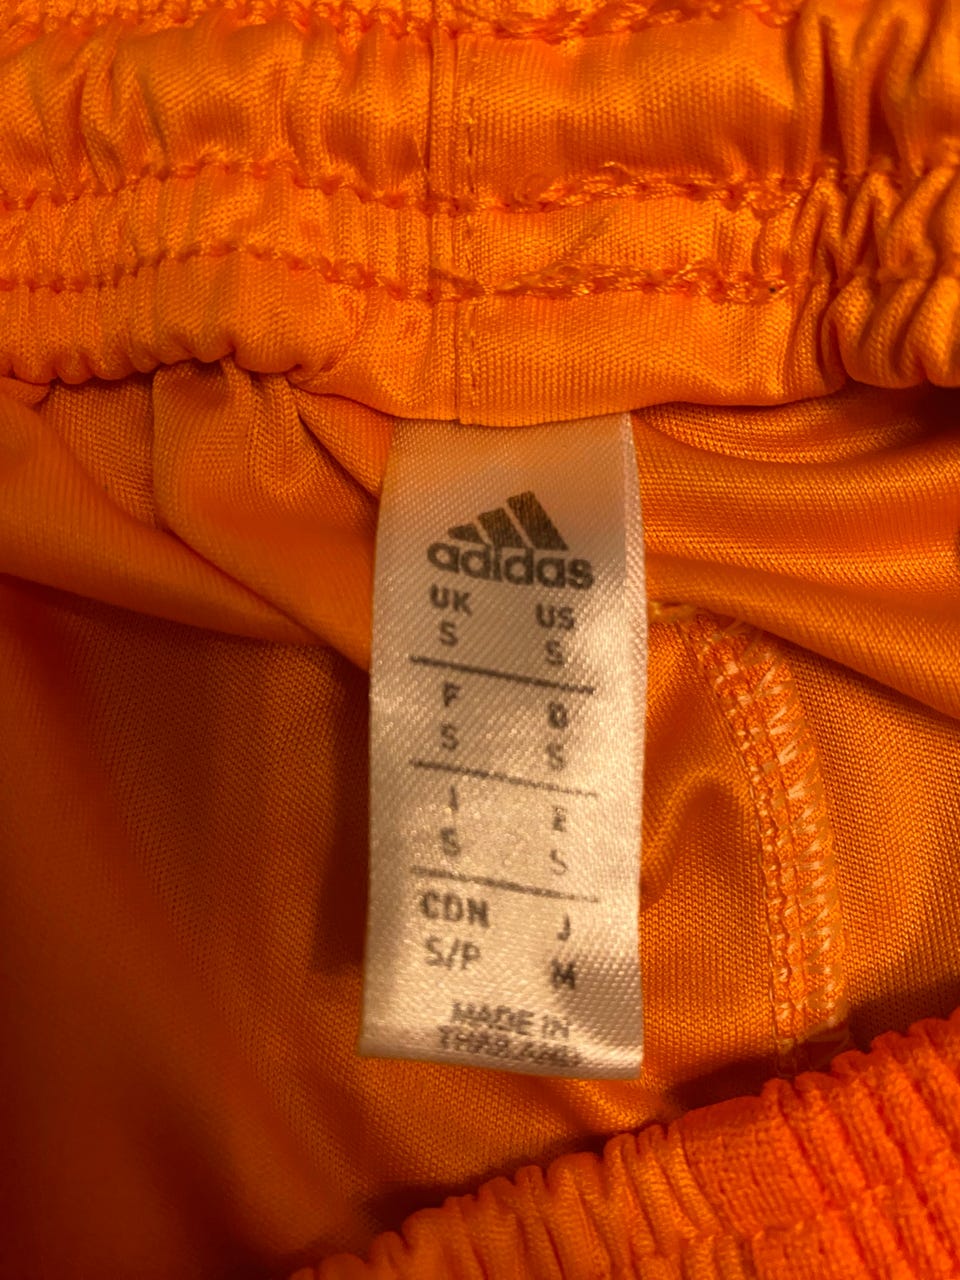 adidas
UK US
S S
F D
S S
I E
S S
CDN J
S/P M
MADE IN
THAILAND